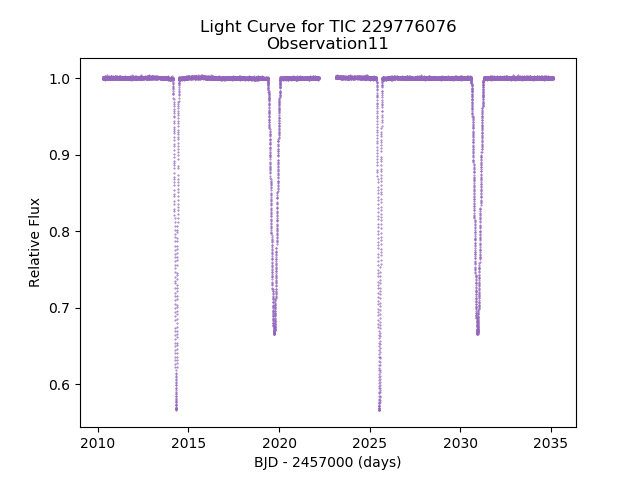 Light Curve for TIC 229776076
Observation11
1.0
0.9
0.8
0.7
0.6
Relative Flux
2010 2015 2020 2025 2030 2035
BJD - 2457000 (days)